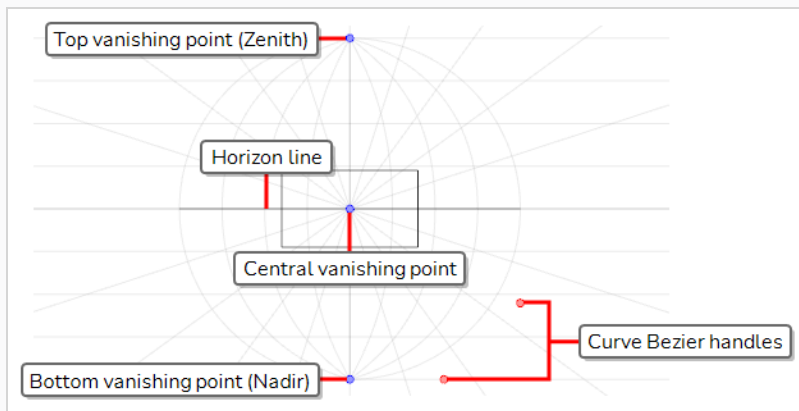 Top vanishing point (Zenith)
Horizon line
Central vanishing point
Curve Bezier handles
Bottom vanishing point (Nadir)